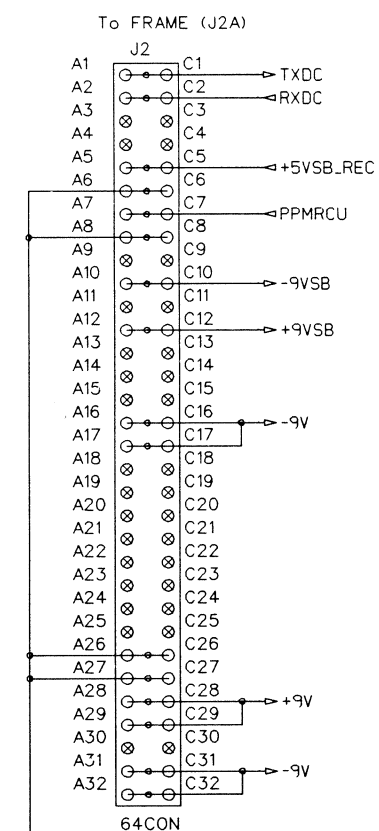 To FRAME (J2A)
J2
A1 C1 TXDC
A2 C2 RXDC
A3 C3
A4 C4
A5 C5 +5VSB_REC
A6 C6
A7 C7 PPMRCU
A8 C8
A9 C9
A10 C10 -9VSB
A11 C11
A12 C12 +9VSB
A13 C13
A14 C14
A15 C15
A16 C16 -9V
A17 C17
A18 C18
A19 C19
A20 C20
A21 C21
A22 C22
A23 C23
A24 C24
A25 C25
A26 C26
A27 C27
A28 C28 +9V
A29 C29
A30 C30
A31 C31 -9V
A32 C32
64CON